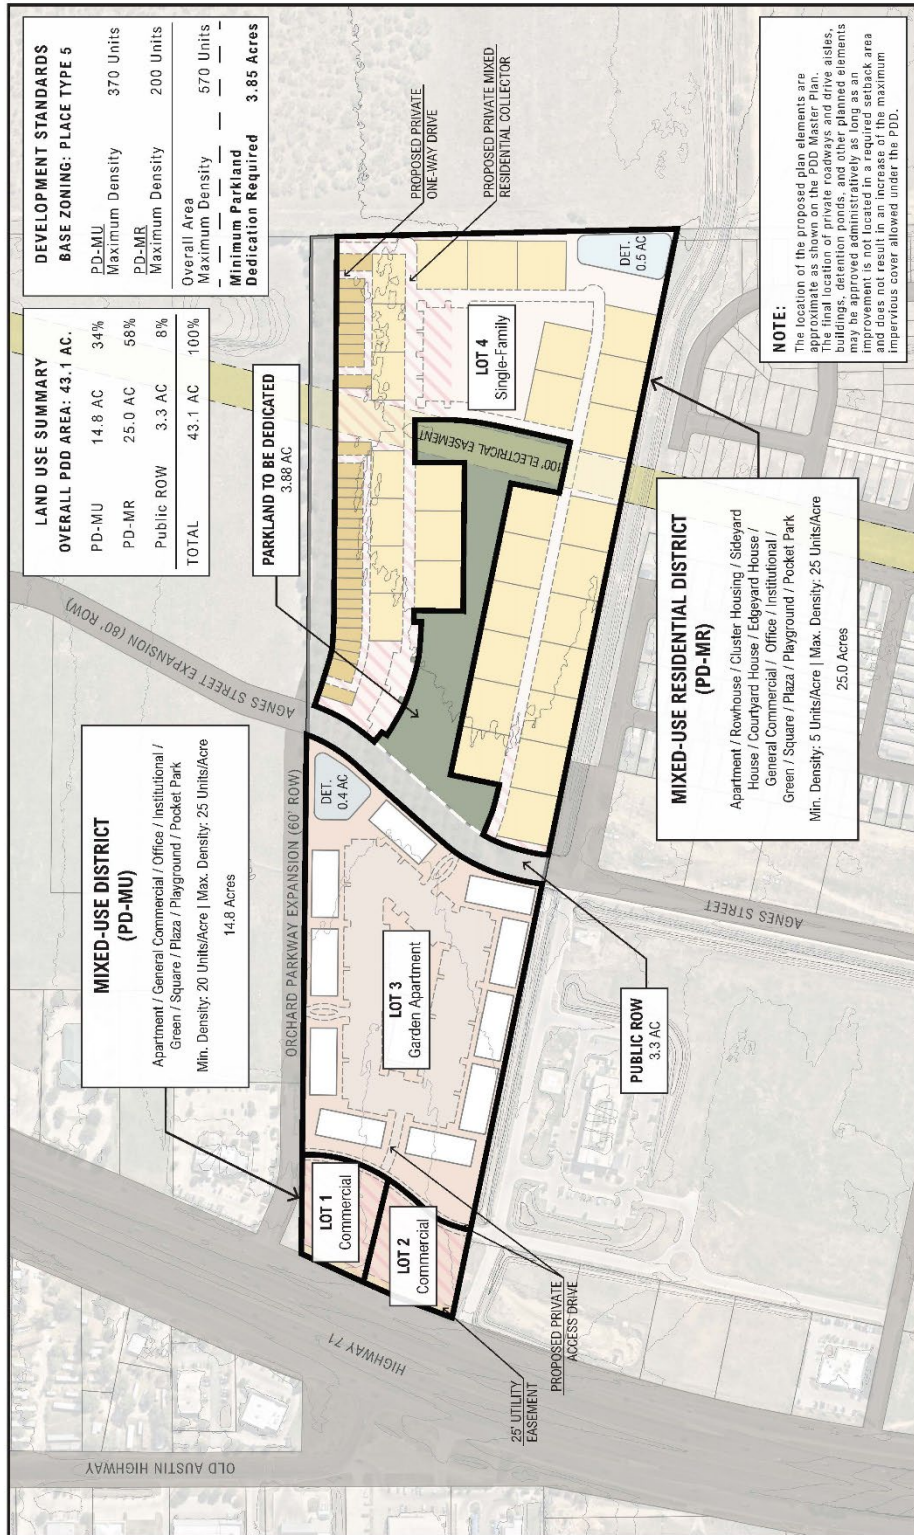 LAND USE SUMMARY
OVERALL PDD AREA: 43.1 AC.
PD-MU 14.8 AC 34%
PD-MR 25.0 AC 58%
Public ROW 3.3 AC 8%
TOTAL 43.1 AC 100%
DEVELOPMENT STANDARDS
BASE ZONING: PLACE TYPE 5
PD-MU
Maximum Density 370 Units
PD-MR
Maximum Density 200 Units
Overall Area
Maximum Density 570 Units
Minimum Parkland
Dedication Required 3.85 Acres
MIXED-USE DISTRICT
(PD-MU)
Apartment / General Commercial / Office / Institutional /
Green / Square / Plaza / Playground / Pocket Park
Min. Density: 20 Units/Acre | Max. Density: 25 Units/Acre
14.8 Acres
PARKLAND TO BE DEDICATED
3.88 AC
PROPOSED PRIVATE
ONE-WAY DRIVE
PROPOSED PRIVATE MIXED
RESIDENTIAL COLLECTOR
AGNES STREET EXPANSION (80' ROW)
ORCHARD PARKWAY EXPANSION (60' ROW)
HIGHWAY 71
OLD AUSTIN HIGHWAY
LOT 1
Commercial
LOT 2
Commercial
LOT 3
Garden Apartment
DET.
0.4 AC
LOT 4
Single-Family
100' ELECTRICAL EASEMENT
DET.
0.5 AC
25' UTILITY
EASEMENT
PROPOSED PRIVATE
ACCESS DRIVE
PUBLIC ROW
3.3 AC
AGNES STREET
MIXED-USE RESIDENTIAL DISTRICT
(PD-MR)
Apartment / Rowhouse / Cluster Housing / Sideyard
House / Courtyard House / Edgeyard House /
General Commercial / Office / Institutional /
Green / Square / Plaza / Playground / Pocket Park
Min. Density: 5 Units/Acre | Max. Density: 25 Units/Acre
25.0 Acres
NOTE:
The location of the proposed plan elements are
approximate as shown on the PDD Master Plan.
The final location of private roadways and drive aisles,
buildings, detention ponds, and other planned elements
may be approved administratively as long as an
improvement is not located in a required setback area
and does not result in an increase of the maximum
impervious cover allowed under the PDD.